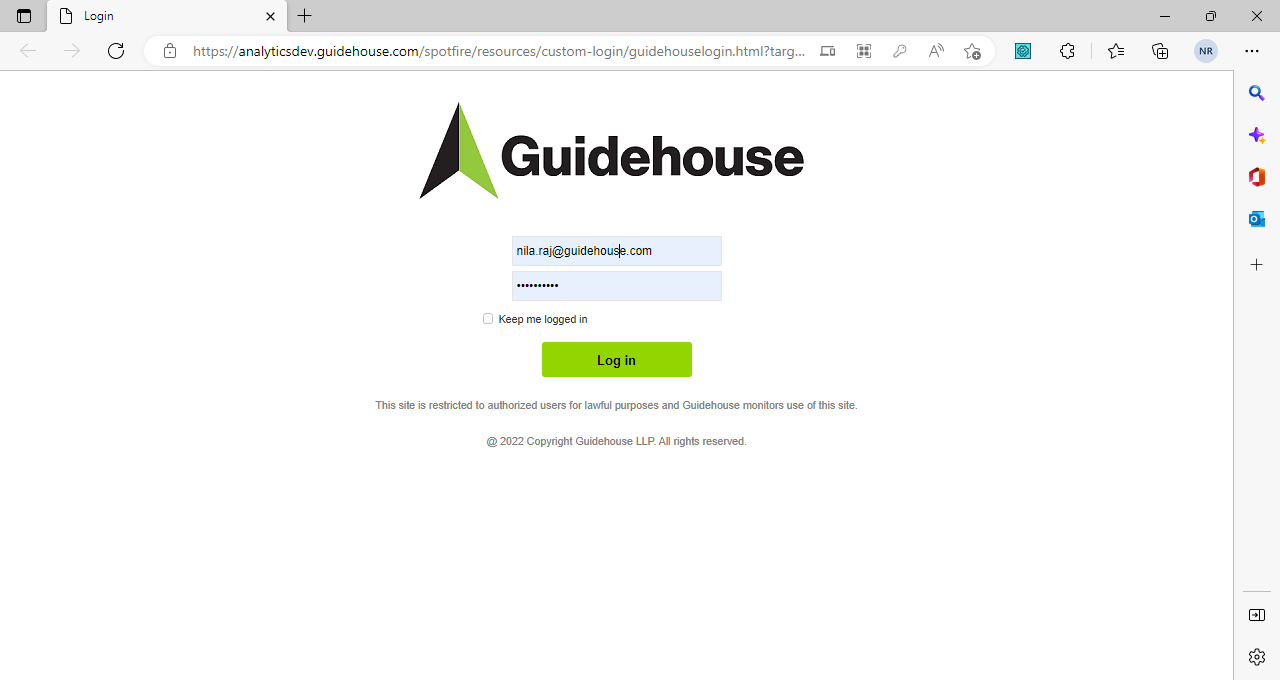 Login
https://analyticsdev.guidehouse.com/spotfire/resources/custom-login/guidehouselogin.html?targ...
NR
Guidehouse
nila.raj@guidehouse.com
••••••••••
Keep me logged in
Log in
This site is restricted to authorized users for lawful purposes and Guidehouse monitors use of this site.
@ 2022 Copyright Guidehouse LLP. All rights reserved.